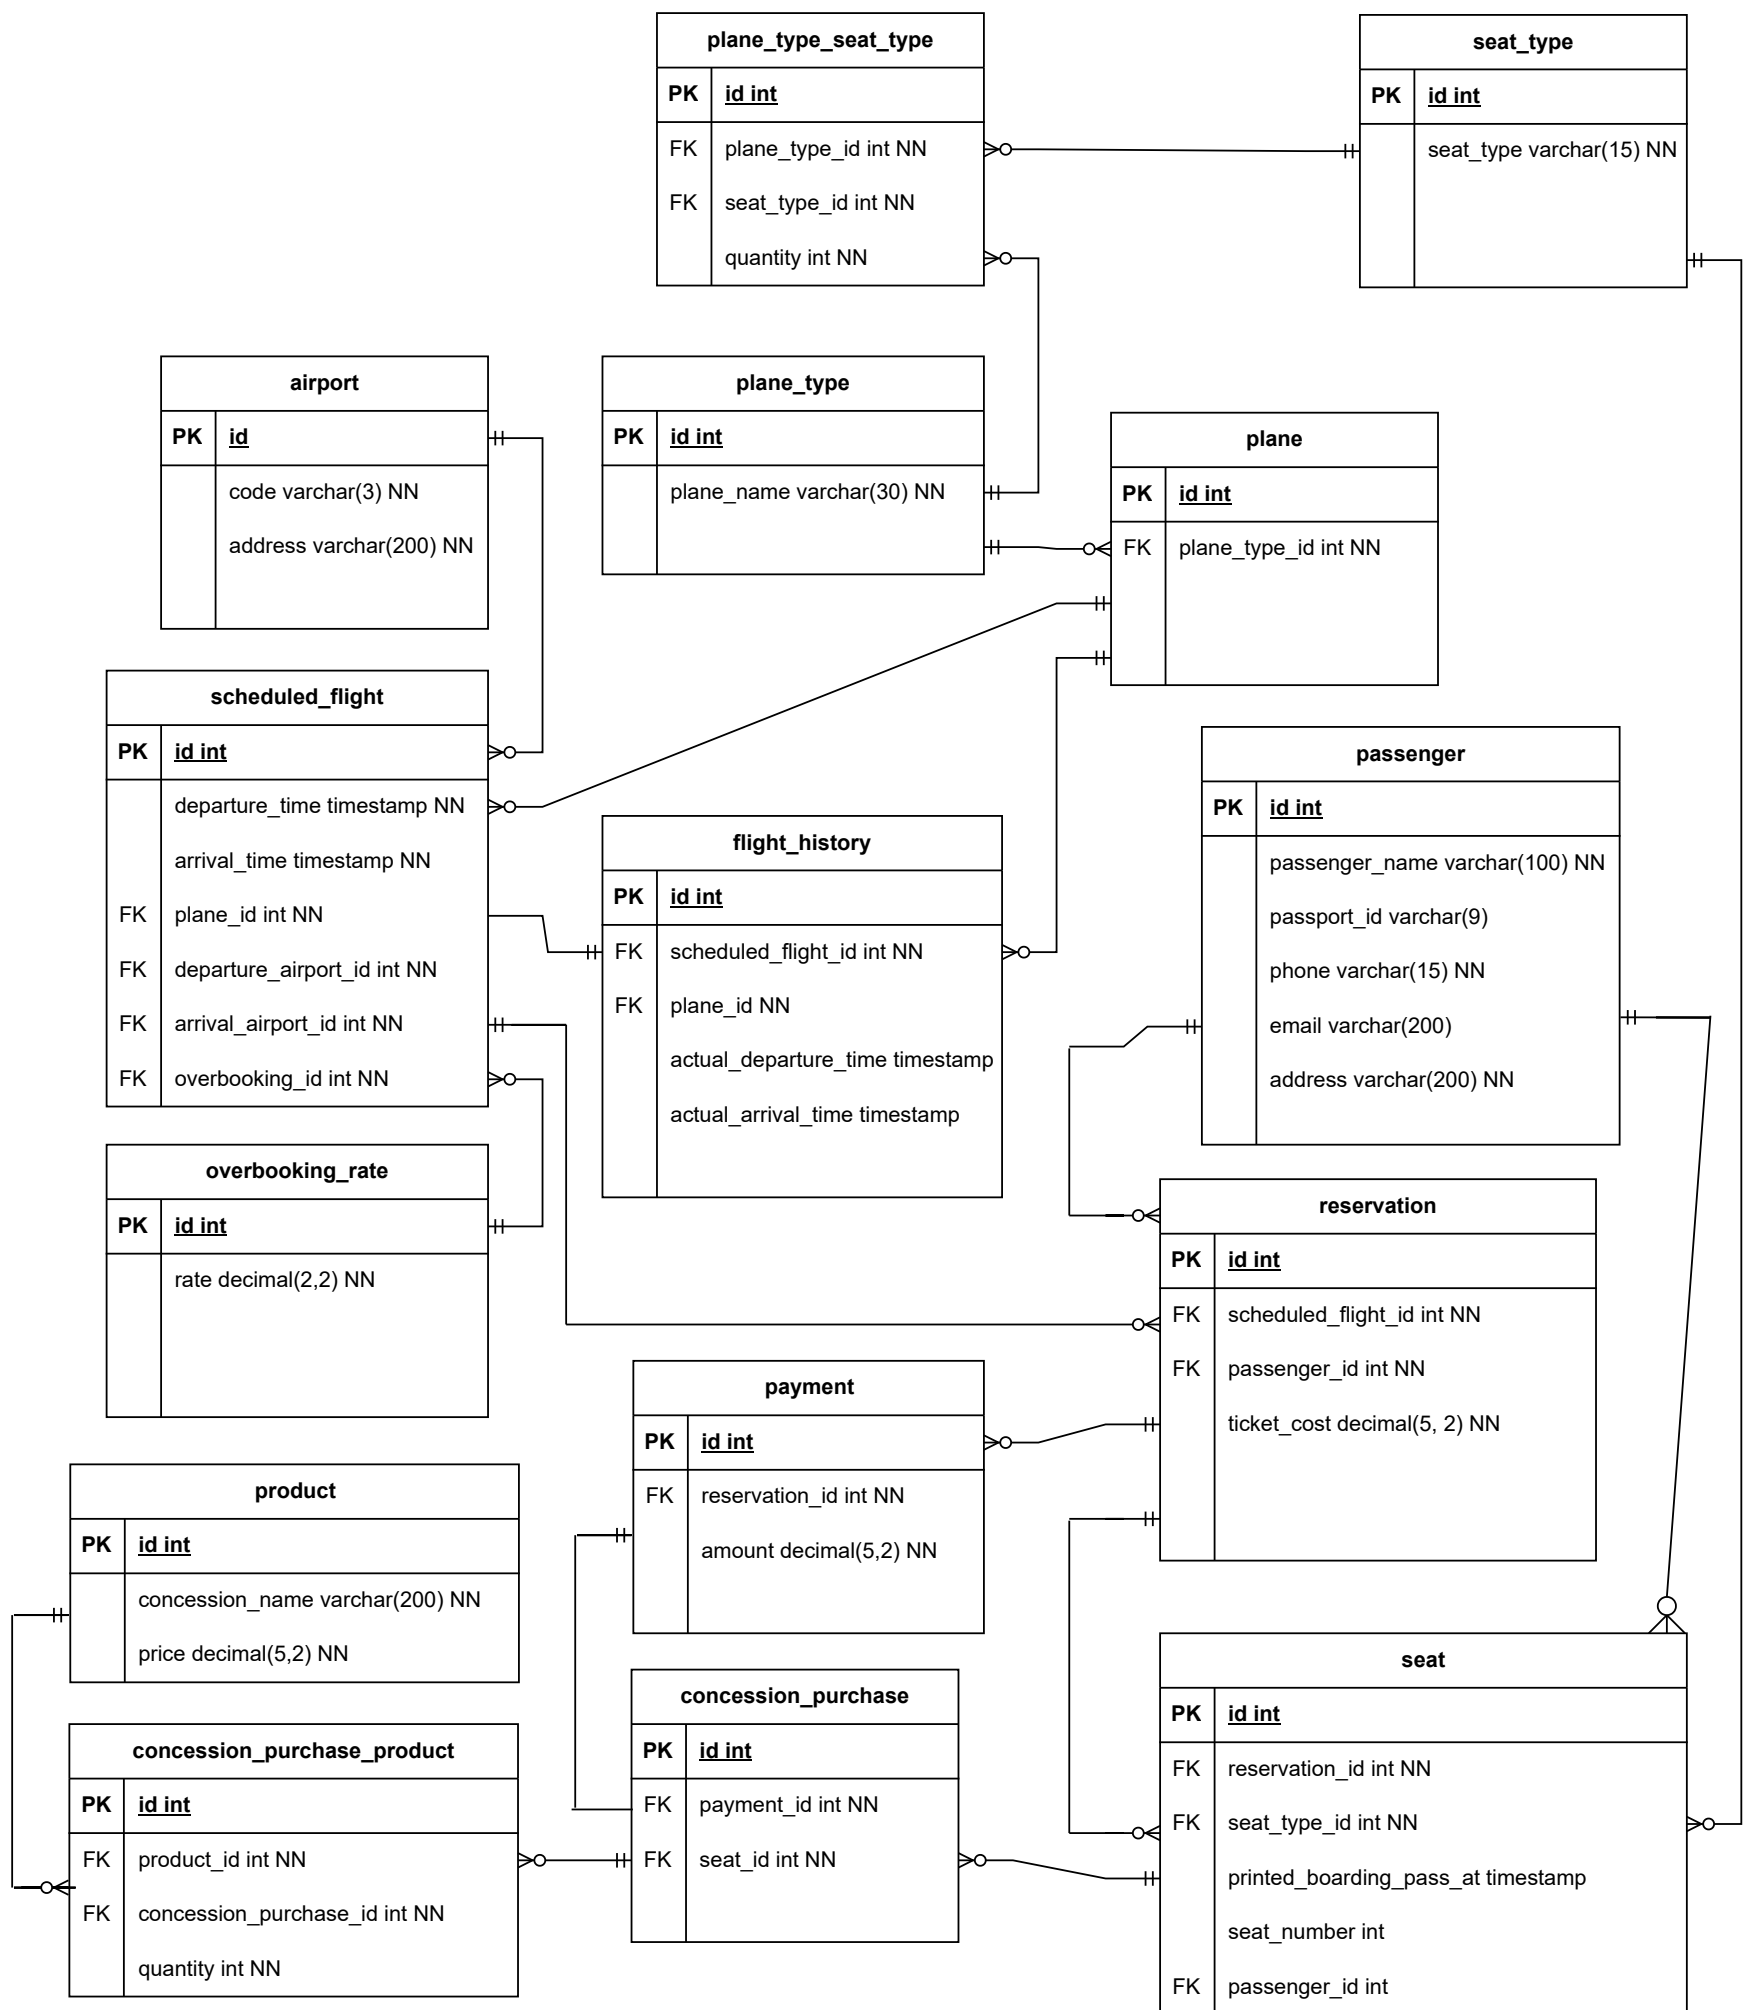 plane_type_seat_type
PK id int
FK plane_type_id int NN
FK seat_type_id int NN
quantity int NN
seat_type
PK id int
seat_type varchar(15) NN
airport
PK id
code varchar(3) NN
address varchar(200) NN
plane_type
PK id int
plane_name varchar(30) NN
plane
PK id int
FK plane_type_id int NN
scheduled_flight
PK id int
departure_time timestamp NN
arrival_time timestamp NN
FK plane_id int NN
FK departure_airport_id int NN
FK arrival_airport_id int NN
FK overbooking_id int NN
flight_history
PK id int
FK scheduled_flight_id int NN
FK plane_id NN
actual_departure_time timestamp
actual_arrival_time timestamp
passenger
PK id int
passenger_name varchar(100) NN
passport_id varchar(9)
phone varchar(15) NN
email varchar(200)
address varchar(200) NN
overbooking_rate
PK id int
rate decimal(2,2) NN
reservation
PK id int
FK scheduled_flight_id int NN
FK passenger_id int NN
ticket_cost decimal(5, 2) NN
payment
PK id int
FK reservation_id int NN
amount decimal(5,2) NN
product
PK id int
concession_name varchar(200) NN
price decimal(5,2) NN
concession_purchase
PK id int
FK payment_id int NN
FK seat_id int NN
concession_purchase_product
PK id int
FK product_id int NN
FK concession_purchase_id int NN
quantity int NN
seat
PK id int
FK reservation_id int NN
FK seat_type_id int NN
printed_boarding_pass_at timestamp
seat_number int
FK passenger_id int